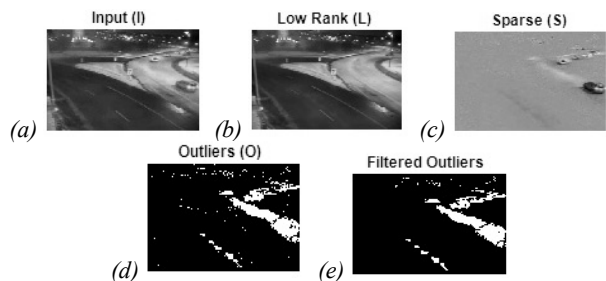 Input (I)
Low Rank (L)
Sparse (S)
(a)
(b)
(c)
Outliers (O)
Filtered Outliers
(d)
(e)